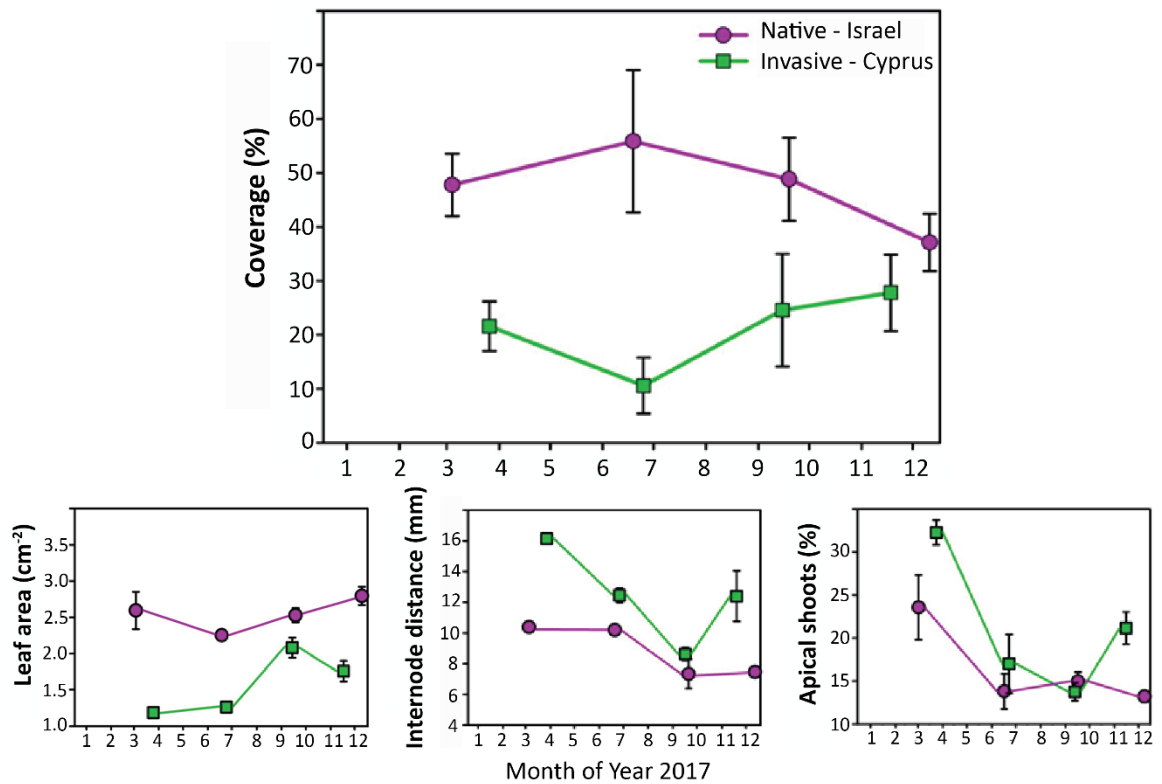 Native - Israel
Invasive - Cyprus
Coverage (%)
70
60
50
40
30
20
10
0
1 2 3 4 5 6 7 8 9 10 11 12
Leaf area (cm-2)
3.5
3.0
2.5
2.0
1.5
1.0
1 2 3 4 5 6 7 8 9 10 11 12
Internode distance (mm)
16
14
12
10
8
6
4
1 2 3 4 5 6 7 8 9 10 11 12
Apical shoots (%)
30
25
20
15
10
1 2 3 4 5 6 7 8 9 10 11 12
Month of Year 2017